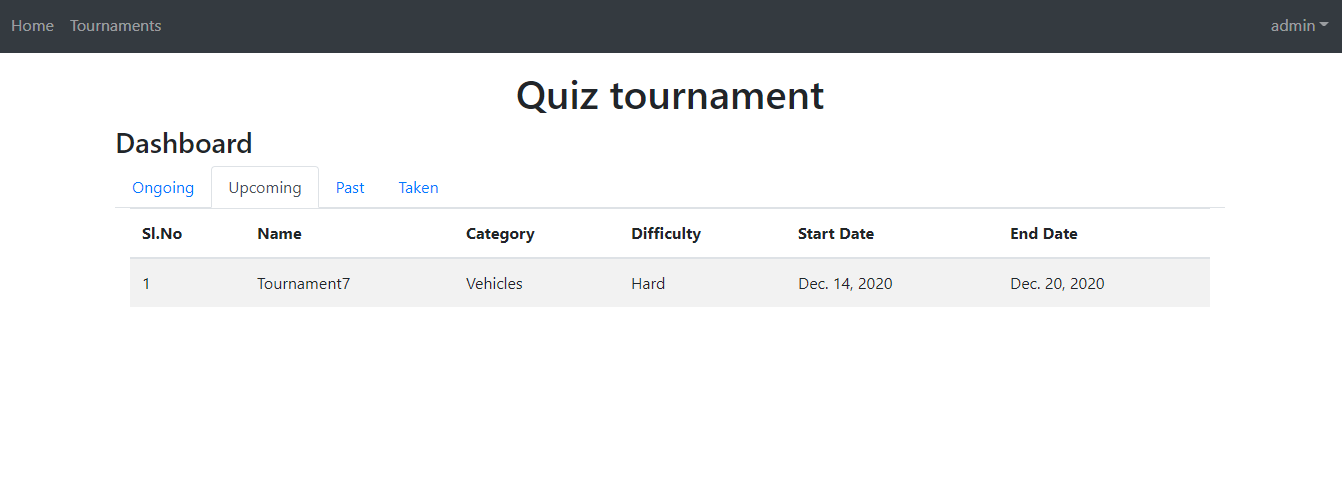 Home Tournaments admin
Quiz tournament
Dashboard
Ongoing Upcoming Past Taken
Sl.No Name Category Difficulty Start Date End Date
1 Tournament7 Vehicles Hard Dec. 14, 2020 Dec. 20, 2020